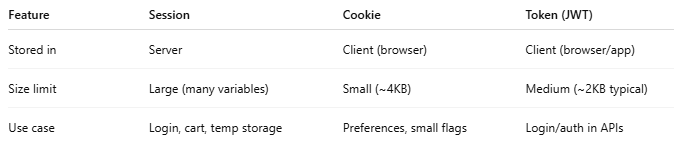 Feature Session Cookie Token (JWT)
Stored in Server Client (browser) Client (browser/app)
Size limit Large (many variables) Small (~4KB) Medium (~2KB typical)
Use case Login, cart, temp storage Preferences, small flags Login/auth in APIs